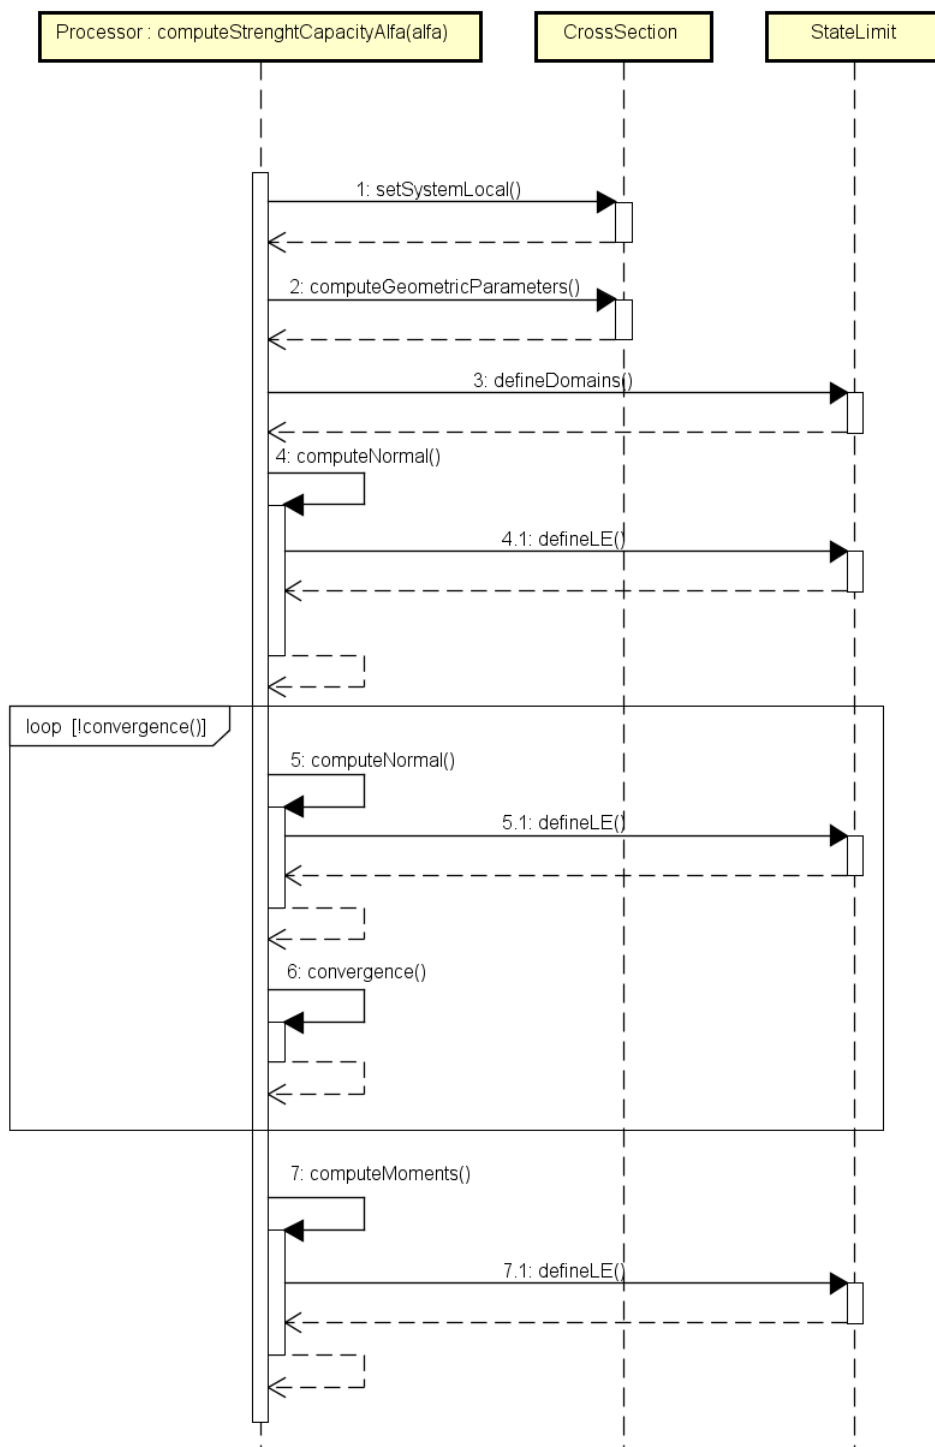 Processor : computeStrenghtCapacityAlfa(alfa)
CrossSection
StateLimit
1: setSystemLocal()
2: computeGeometricParameters()
3: defineDomains()
4: computeNormal()
4.1: defineLE()
loop [!convergence()]
5: computeNormal()
5.1: defineLE()
6: convergence()
7: computeMoments()
7.1: defineLE()